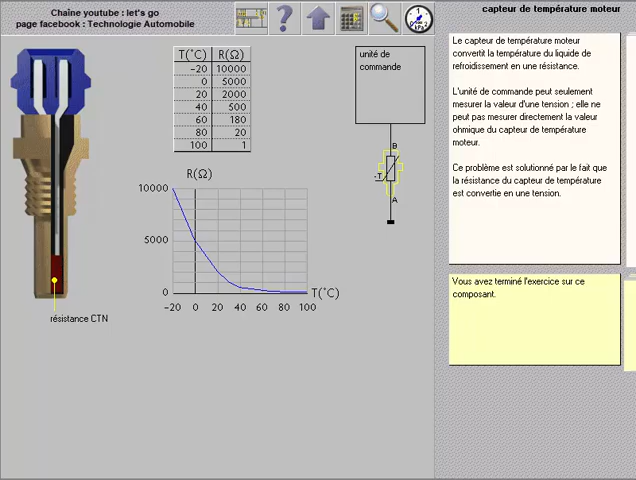 Chaîne youtube : let's go
page facebook : Technologie Automobile
capteur de température moteur
T(°C) R(Ω)
-20 10000
0 5000
20 2000
40 500
60 180
80 20
100 1
unité de
commande
B
-T
A
R(Ω)
10000
5000
0
-20 0 20 40 60 80 100
T(°C)
résistance CTN
Le capteur de température moteur
convertit la température du liquide de
refroidissement en une résistance.
L'unité de commande peut seulement
mesurer la valeur d'une tension ; elle ne
peut pas mesurer directement la valeur
ohmique du capteur de température
moteur.
Ce problème est solutionné par le fait que
la résistance du capteur de température
est convertie en une tension.
Vous avez terminé l'exercice sur ce
composant.